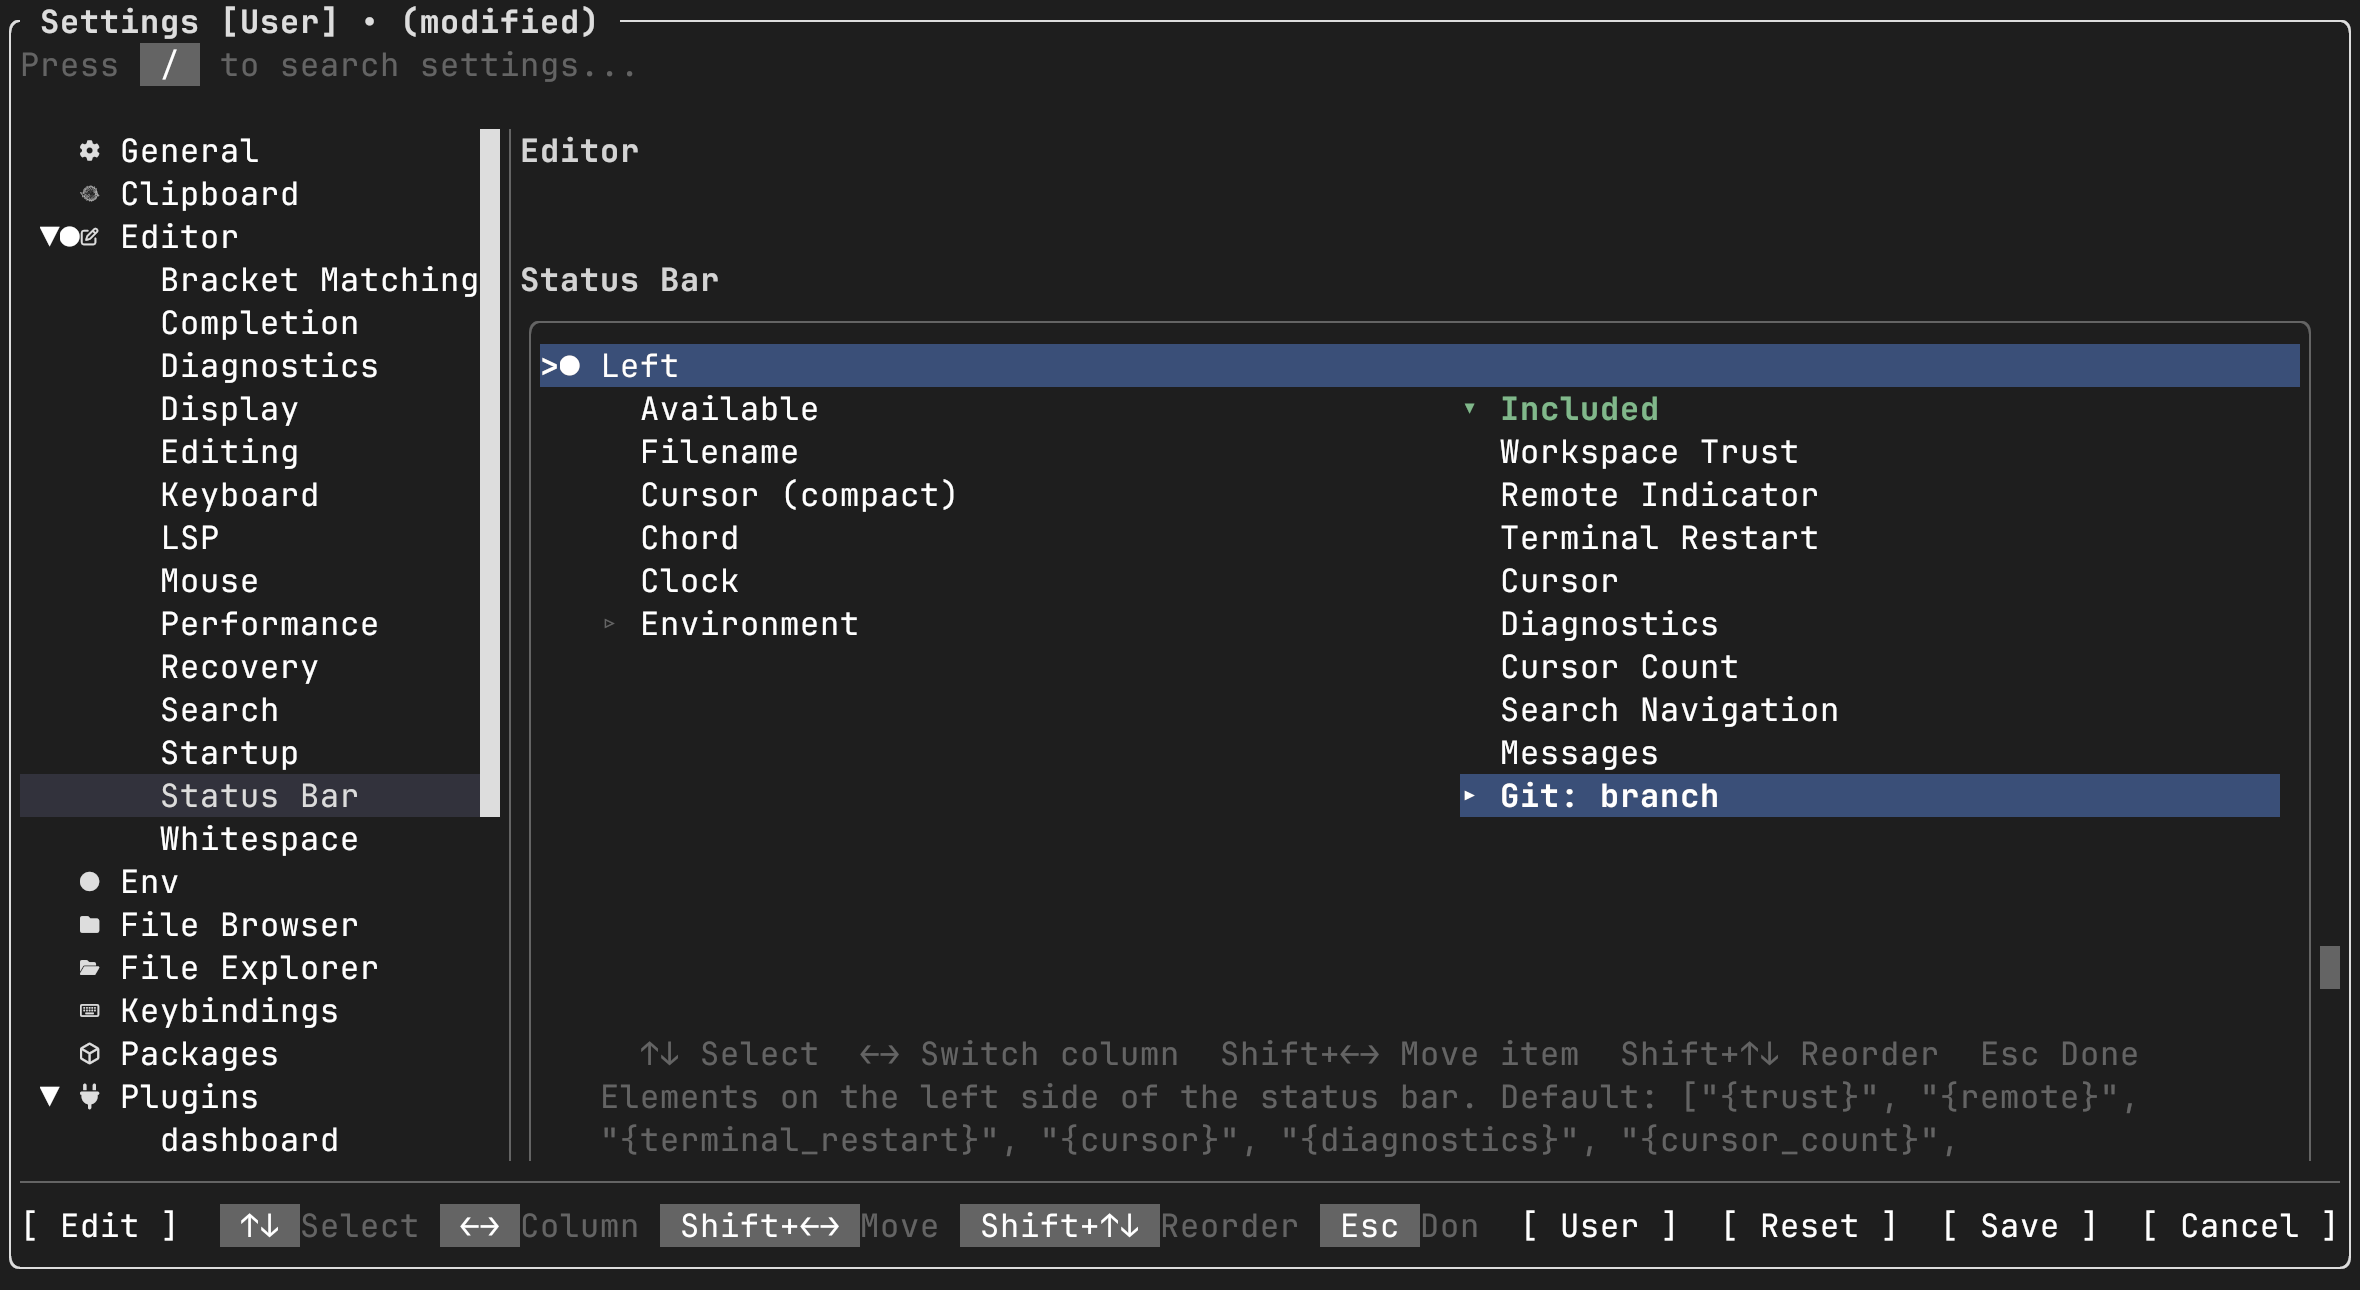 Settings [User] • (modified)
Press / to search settings...
General
Clipboard
▼● Editor
Bracket Matching
Completion
Diagnostics
Display
Editing
Keyboard
LSP
Mouse
Performance
Recovery
Search
Startup
Status Bar
Whitespace
● Env
File Browser
File Explorer
Keybindings
Packages
▼ Plugins
dashboard
Editor
Status Bar
>● Left
Available
Filename
Cursor (compact)
Chord
Clock
▹ Environment
▾ Included
Workspace Trust
Remote Indicator
Terminal Restart
Cursor
Diagnostics
Cursor Count
Search Navigation
Messages
▸ Git: branch
↑↓ Select ←→ Switch column Shift+←→ Move item Shift+↑↓ Reorder Esc Done
Elements on the left side of the status bar. Default: ["{trust}", "{remote}",
"{terminal_restart}", "{cursor}", "{diagnostics}", "{cursor_count}",
[ Edit ] ↑↓ Select ←→ Column Shift+←→ Move Shift+↑↓ Reorder Esc Don [ User ] [ Reset ] [ Save ] [ Cancel ]